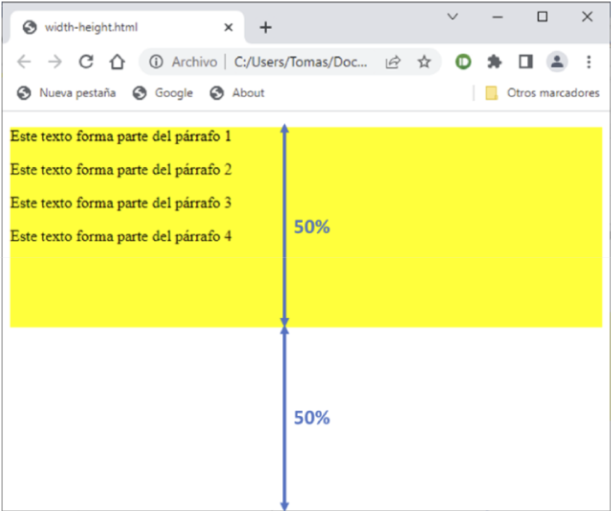 width-height.html
Archivo | C:/Users/Tomas/Doc...
Nueva pestaña Google About Otros marcadores
Este texto forma parte del párrafo 1
Este texto forma parte del párrafo 2
Este texto forma parte del párrafo 3
Este texto forma parte del párrafo 4
50%
50%